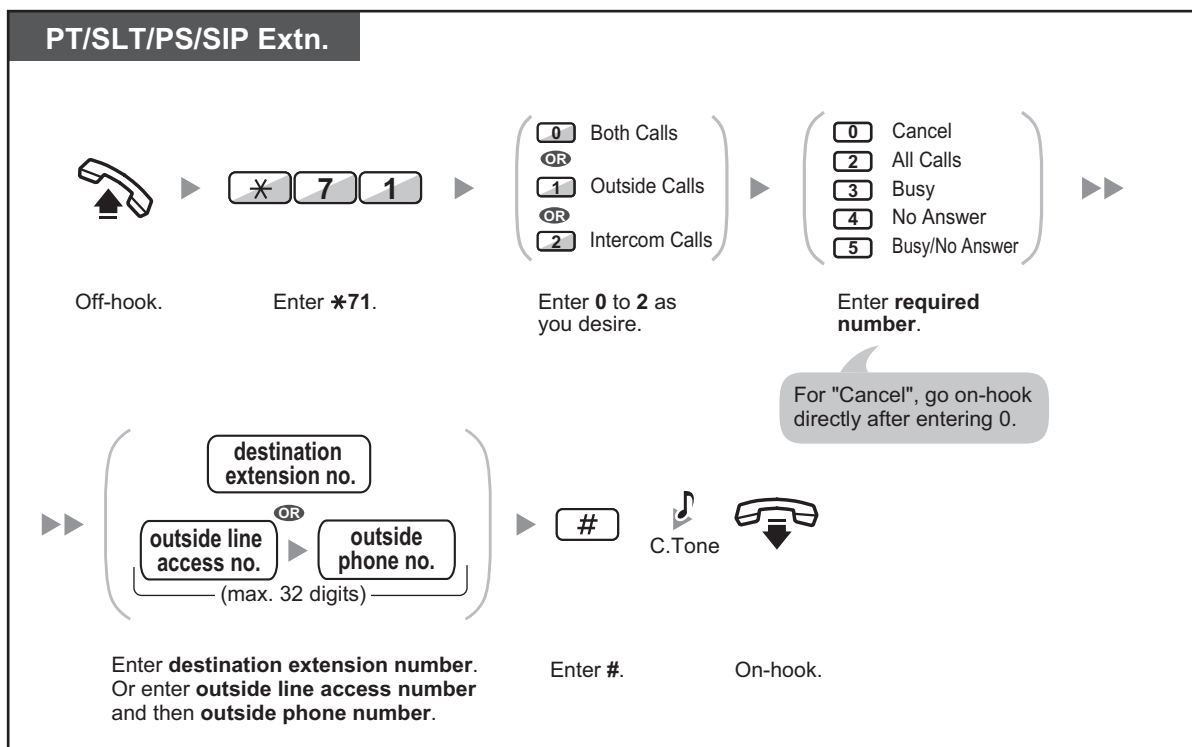 PT/SLT/PS/SIP Extn.
0 Both Calls
OR
1 Outside Calls
OR
2 Intercom Calls
0 Cancel
2 All Calls
3 Busy
4 No Answer
5 Busy/No Answer
* 7 1
Off-hook.
Enter *71.
Enter 0 to 2 as
you desire.
Enter required
number.
For "Cancel", go on-hook
directly after entering 0.
destination
extension no.
OR
outside line
access no.
outside
phone no.
(max. 32 digits)
#
C.Tone
Enter destination extension number.
Or enter outside line access number
and then outside phone number.
Enter #.
On-hook.